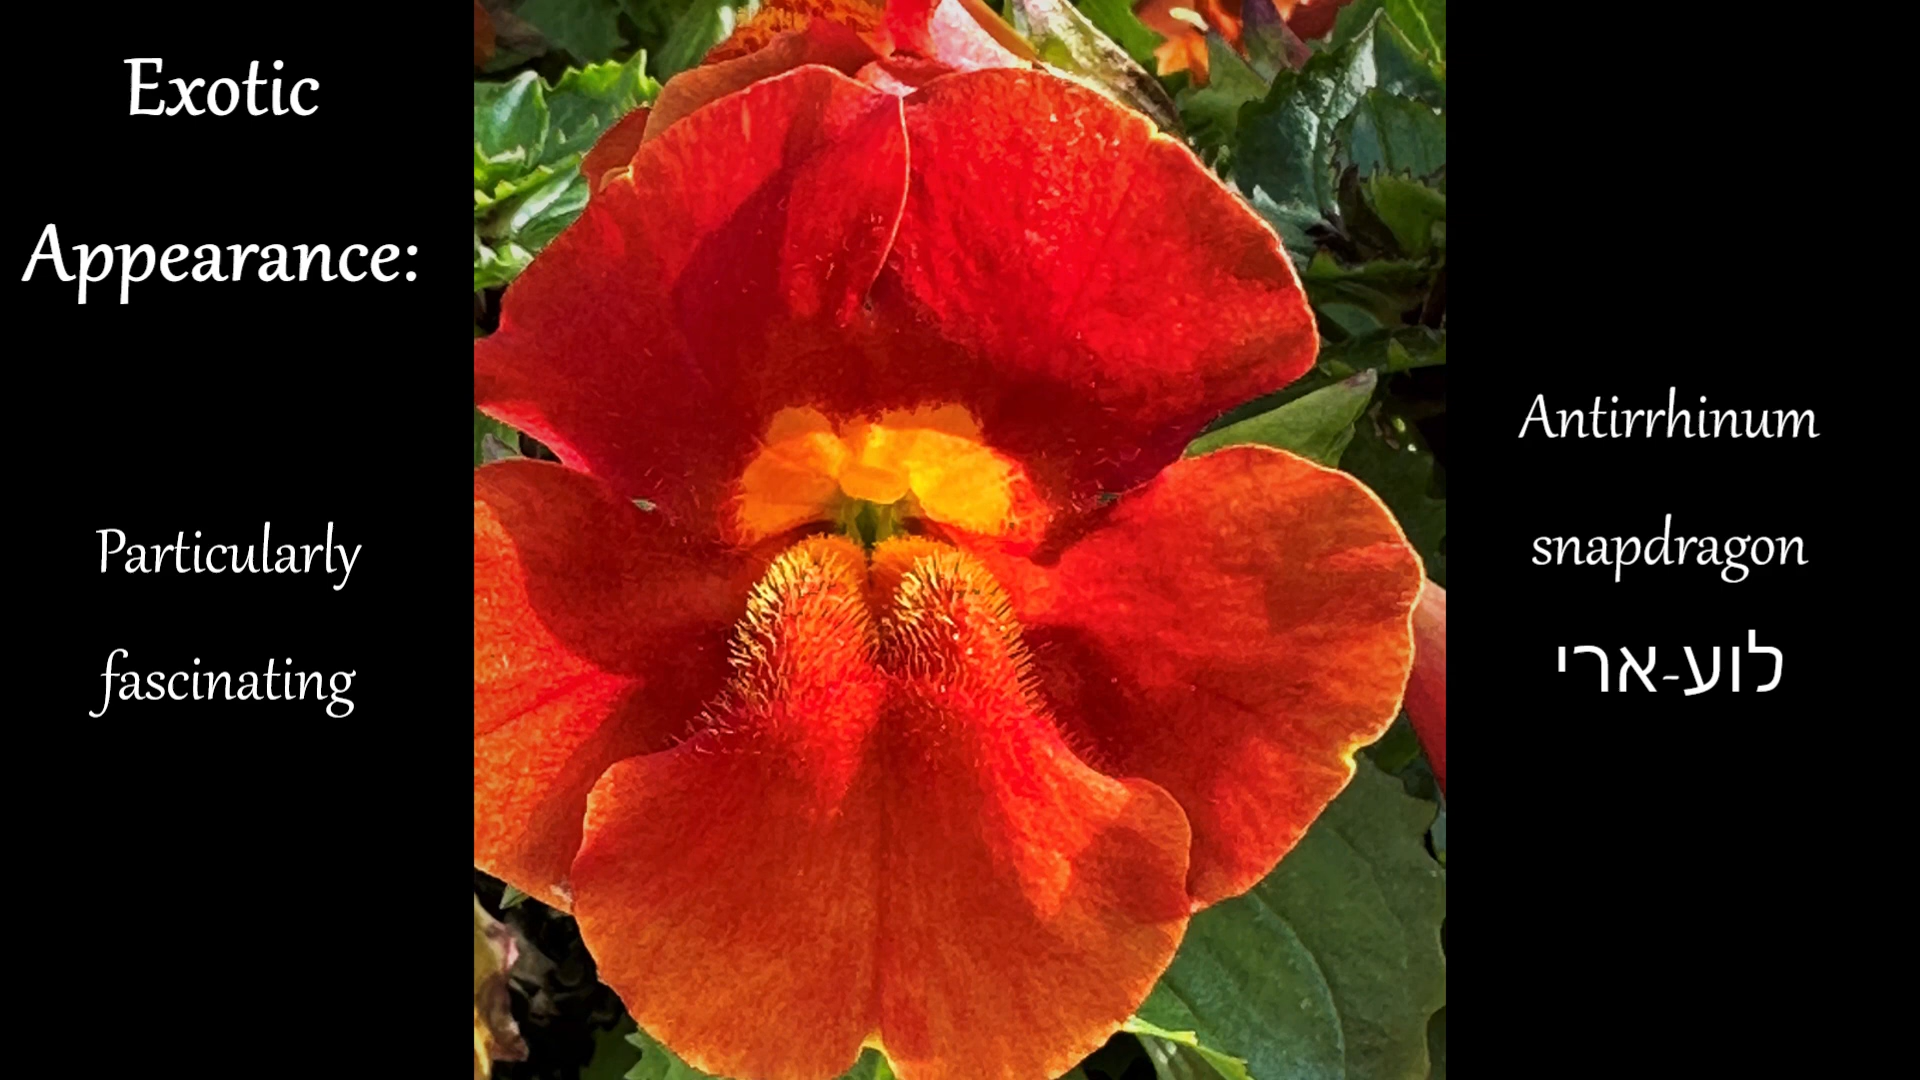 Exotic
Appearance:
Particularly
fascinating
Antirrhinum
snapdragon
לוע-ארי